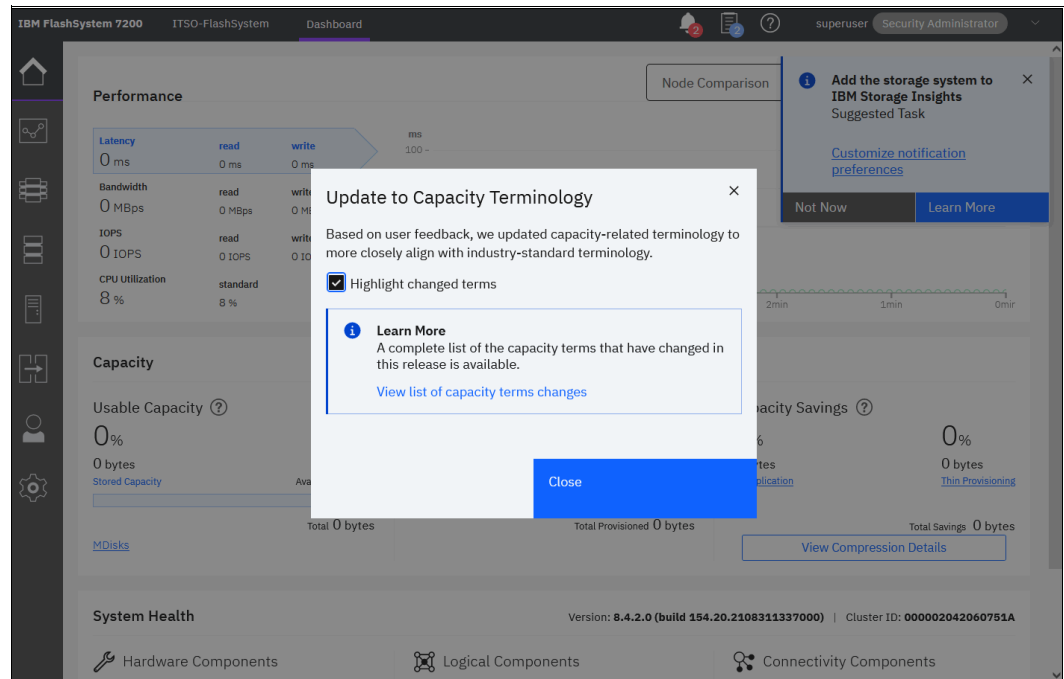 IBM FlashSystem 7200 ITSO-FlashSystem Dashboard 2 2 superuser Security Administrator
Performance
Node Comparison
Add the storage system to
IBM Storage Insights
Suggested Task
Customize notification
preferences
Not Now Learn More
Latency read write
0 ms 0 ms 0 ms
Bandwidth read
0 MBps 0 MBps
IOPS read
0 IOPS 0 IOPS
CPU Utilization standard
8 % 8 %
ms
100
2min 1min 0min
Update to Capacity Terminology
Based on user feedback, we updated capacity-related terminology to
more closely align with industry-standard terminology.
Highlight changed terms
Learn More
A complete list of the capacity terms that have changed in
this release is available.
View list of capacity terms changes
Close
Capacity
Usable Capacity
0%
0 bytes
Stored Capacity
Total 0 bytes
MDisks
Total Provisioned 0 bytes
Savings
0%
0 bytes
Thin Provisioning
Total Savings 0 bytes
View Compression Details
System Health Version: 8.4.2.0 (build 154.20.2108311337000) | Cluster ID: 000002042060751A
Hardware Components Logical Components Connectivity Components